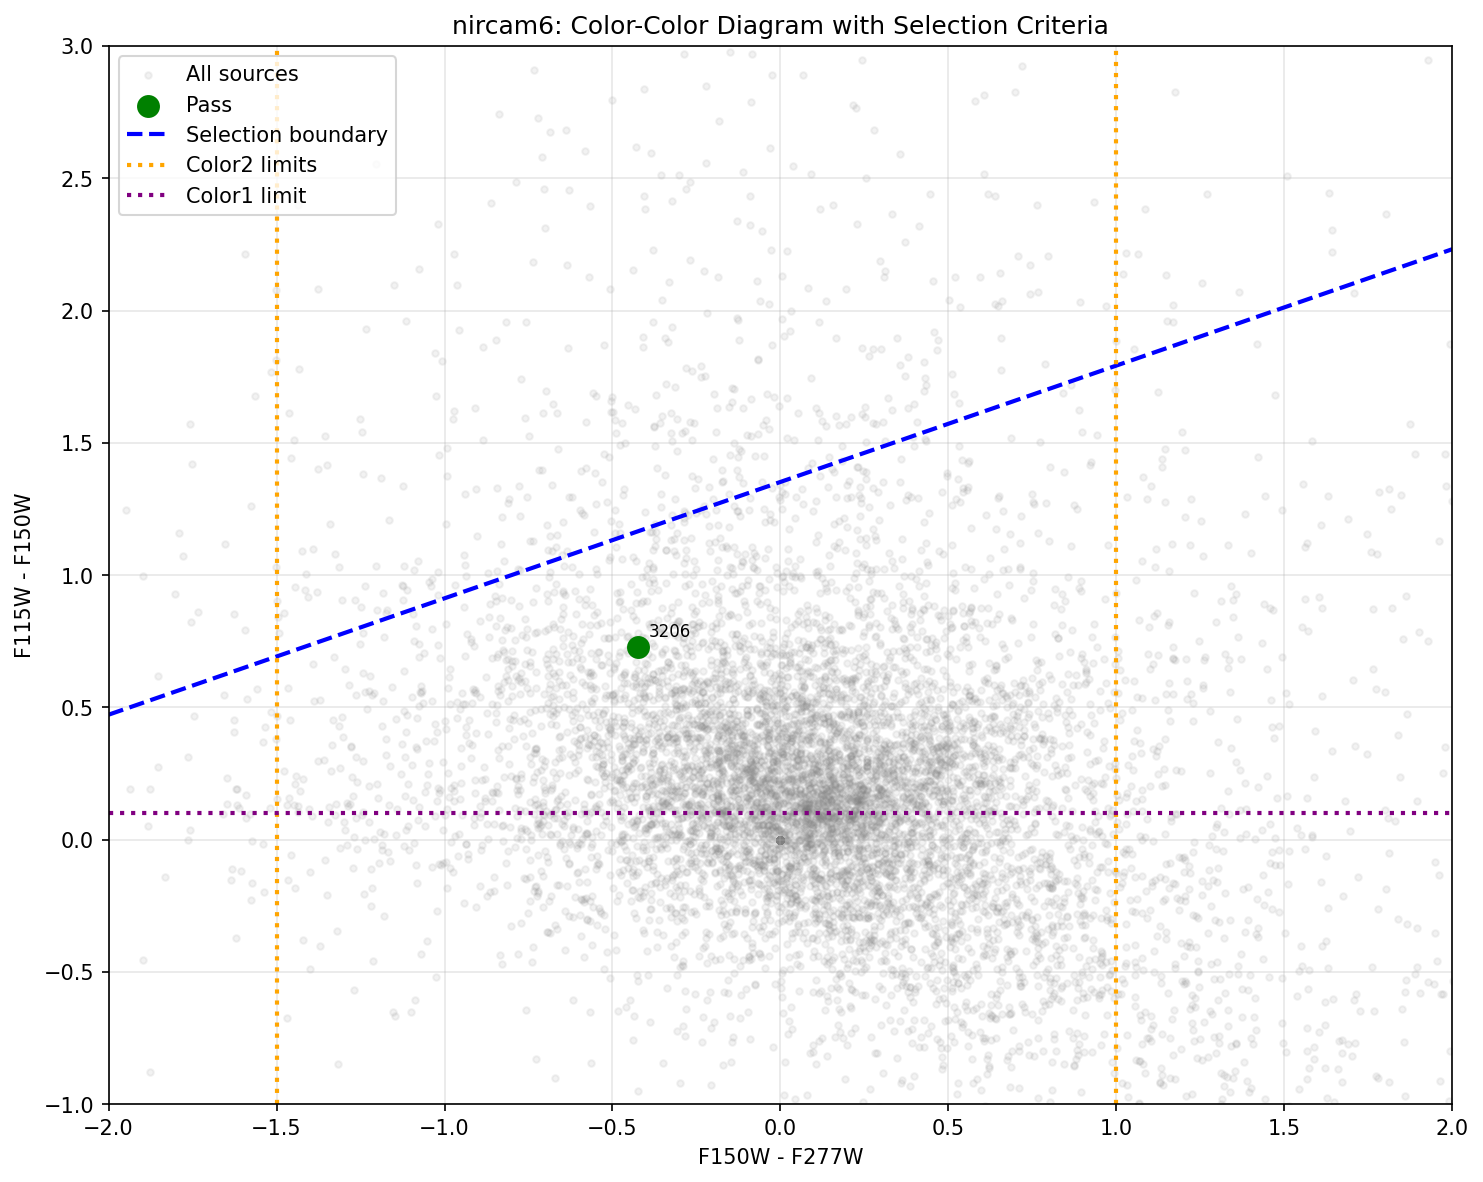 nircam6: Color-Color Diagram with Selection Criteria
All sources
Pass
Selection boundary
Color2 limits
Color1 limit
3206
3.0
2.5
2.0
1.5
1.0
0.5
0.0
−0.5
−1.0
F115W - F150W
−2.0 −1.5 −1.0 −0.5 0.0 0.5 1.0 1.5 2.0
F150W - F277W